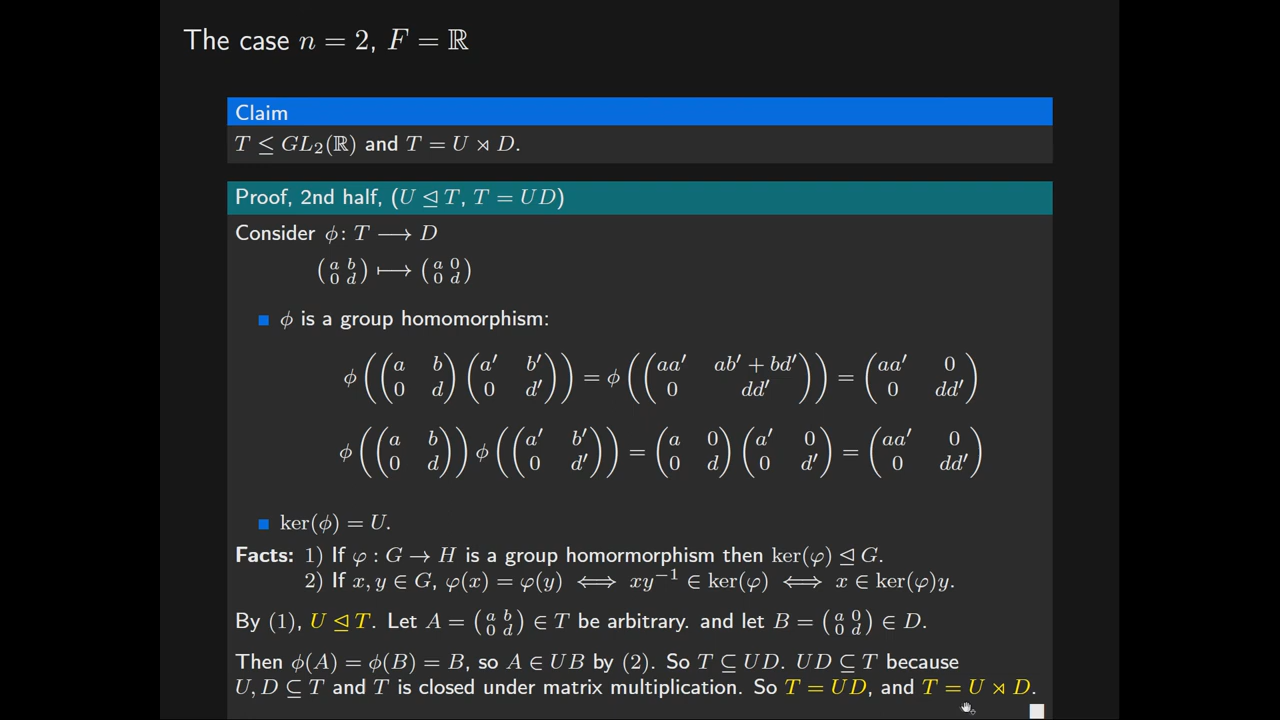 The case n = 2, F = ℝ
Claim
T ≤ GL₂(ℝ) and T = U ⋊ D.
Proof, 2nd half, (U ⊴ T, T = UD)
Consider ϕ: T ⟶ D
(a b; 0 d) ⟼ (a 0; 0 d)
■ ϕ is a group homomorphism:
ϕ((a b; 0 d)(a′ b′; 0 d′)) = ϕ((aa′ ab′ + bd′; 0 dd′)) = (aa′ 0; 0 dd′)
ϕ((a b; 0 d))ϕ((a′ b′; 0 d′)) = (a 0; 0 d)(a′ 0; 0 d′) = (aa′ 0; 0 dd′)
■ ker(ϕ) = U.
Facts: 1) If φ : G → H is a group homormorphism then ker(φ) ⊴ G.
2) If x, y ∈ G, φ(x) = φ(y) ⟺ xy⁻¹ ∈ ker(φ) ⟺ x ∈ ker(φ)y.
By (1), U ⊴ T. Let A = (a b; 0 d) ∈ T be arbitrary. and let B = (a 0; 0 d) ∈ D.
Then ϕ(A) = ϕ(B) = B, so A ∈ UB by (2). So T ⊆ UD. UD ⊆ T because
U, D ⊆ T and T is closed under matrix multiplication. So T = UD, and T = U ⋊ D.